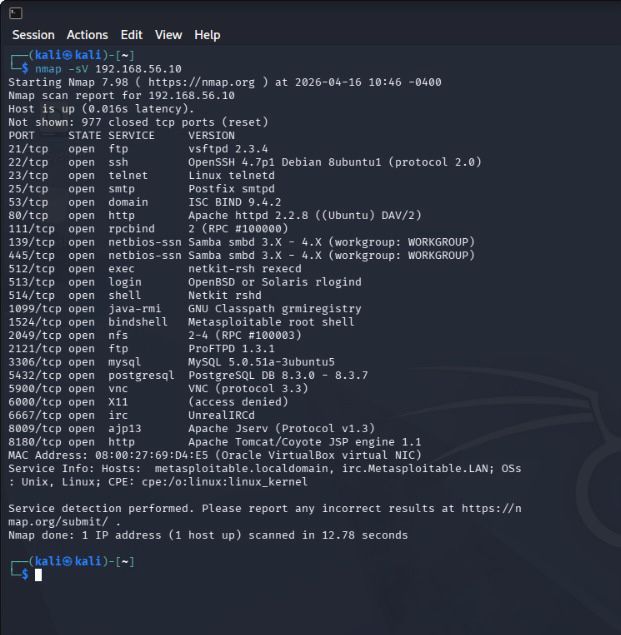 Session Actions Edit View Help
┌──(kali㉿kali)-[~]
└─$ nmap -sV 192.168.56.10
Starting Nmap 7.98 ( https://nmap.org ) at 2026-04-16 10:46 -0400
Nmap scan report for 192.168.56.10
Host is up (0.016s latency).
Not shown: 977 closed tcp ports (reset)
PORT     STATE SERVICE     VERSION
21/tcp   open  ftp         vsftpd 2.3.4
22/tcp   open  ssh         OpenSSH 4.7p1 Debian 8ubuntu1 (protocol 2.0)
23/tcp   open  telnet      Linux telnetd
25/tcp   open  smtp        Postfix smtpd
53/tcp   open  domain      ISC BIND 9.4.2
80/tcp   open  http        Apache httpd 2.2.8 ((Ubuntu) DAV/2)
111/tcp  open  rpcbind     2 (RPC #100000)
139/tcp  open  netbios-ssn Samba smbd 3.X - 4.X (workgroup: WORKGROUP)
445/tcp  open  netbios-ssn Samba smbd 3.X - 4.X (workgroup: WORKGROUP)
512/tcp  open  exec        netkit-rsh rexecd
513/tcp  open  login       OpenBSD or Solaris rlogind
514/tcp  open  shell       Netkit rshd
1099/tcp open  java-rmi    GNU Classpath grmiregistry
1524/tcp open  bindshell   Metasploitable root shell
2049/tcp open  nfs         2-4 (RPC #100003)
2121/tcp open  ftp         ProFTPD 1.3.1
3306/tcp open  mysql       MySQL 5.0.51a-3ubuntu5
5432/tcp open  postgresql  PostgreSQL DB 8.3.0 - 8.3.7
5900/tcp open  vnc         VNC (protocol 3.3)
6000/tcp open  X11         (access denied)
6667/tcp open  irc         UnrealIRCd
8009/tcp open  ajp13       Apache Jserv (Protocol v1.3)
8180/tcp open  http        Apache Tomcat/Coyote JSP engine 1.1
MAC Address: 08:00:27:69:D4:E5 (Oracle VirtualBox virtual NIC)
Service Info: Hosts:  metasploitable.localdomain, irc.Metasploitable.LAN; OSs
: Unix, Linux; CPE: cpe:/o:linux:linux_kernel
Service detection performed. Please report any incorrect results at https://n
map.org/submit/ .
Nmap done: 1 IP address (1 host up) scanned in 12.78 seconds
┌──(kali㉿kali)-[~]
└─$